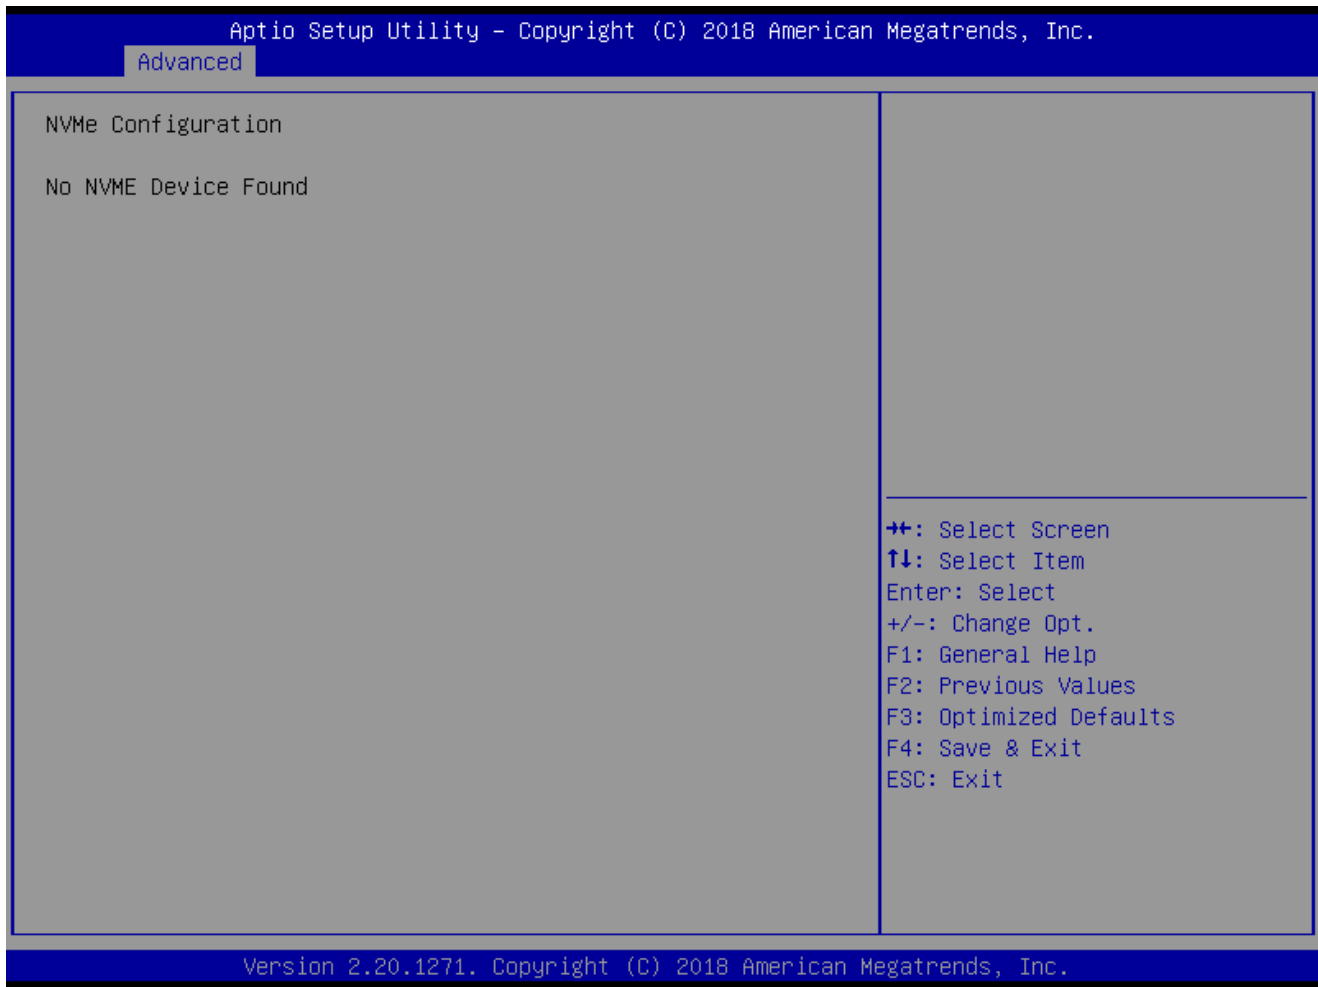 Aptio Setup Utility – Copyright (C) 2018 American Megatrends, Inc.
Advanced
NVMe Configuration
No NVME Device Found
→←: Select Screen
↑↓: Select Item
Enter: Select
+/-: Change Opt.
F1: General Help
F2: Previous Values
F3: Optimized Defaults
F4: Save & Exit
ESC: Exit
Version 2.20.1271. Copyright (C) 2018 American Megatrends, Inc.